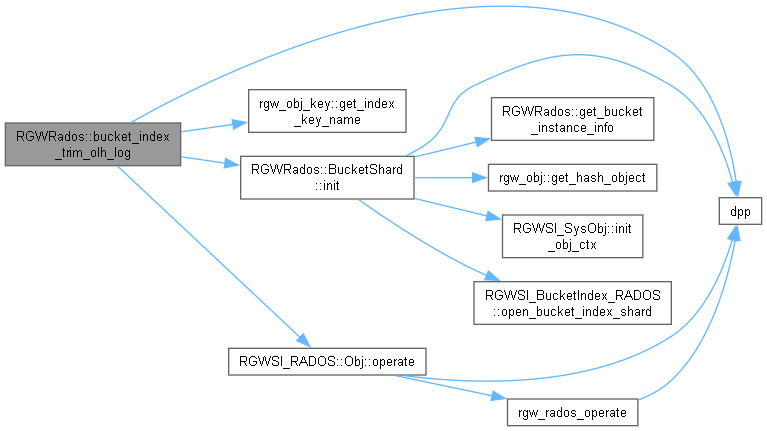 RGWRados::bucket_index
_trim_olh_log
rgw_obj_key::get_index
_key_name
RGWRados::BucketShard
::init
RGWRados::get_bucket
_instance_info
rgw_obj::get_hash_object
RGWSI_SysObj::init
_obj_ctx
RGWSI_BucketIndex_RADOS
::open_bucket_index_shard
dpp
RGWSI_RADOS::Obj::operate
rgw_rados_operate